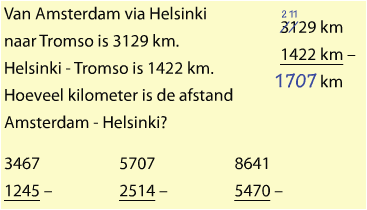 Van Amsterdam via Helsinki
naar Tromso is 3129 km.
Helsinki - Tromso is 1422 km.
Hoeveel kilometer is de afstand
Amsterdam - Helsinki?
2 11
3129 km
1422 km –
1707 km
3467 5707 8641
1245 – 2514 – 5470 –